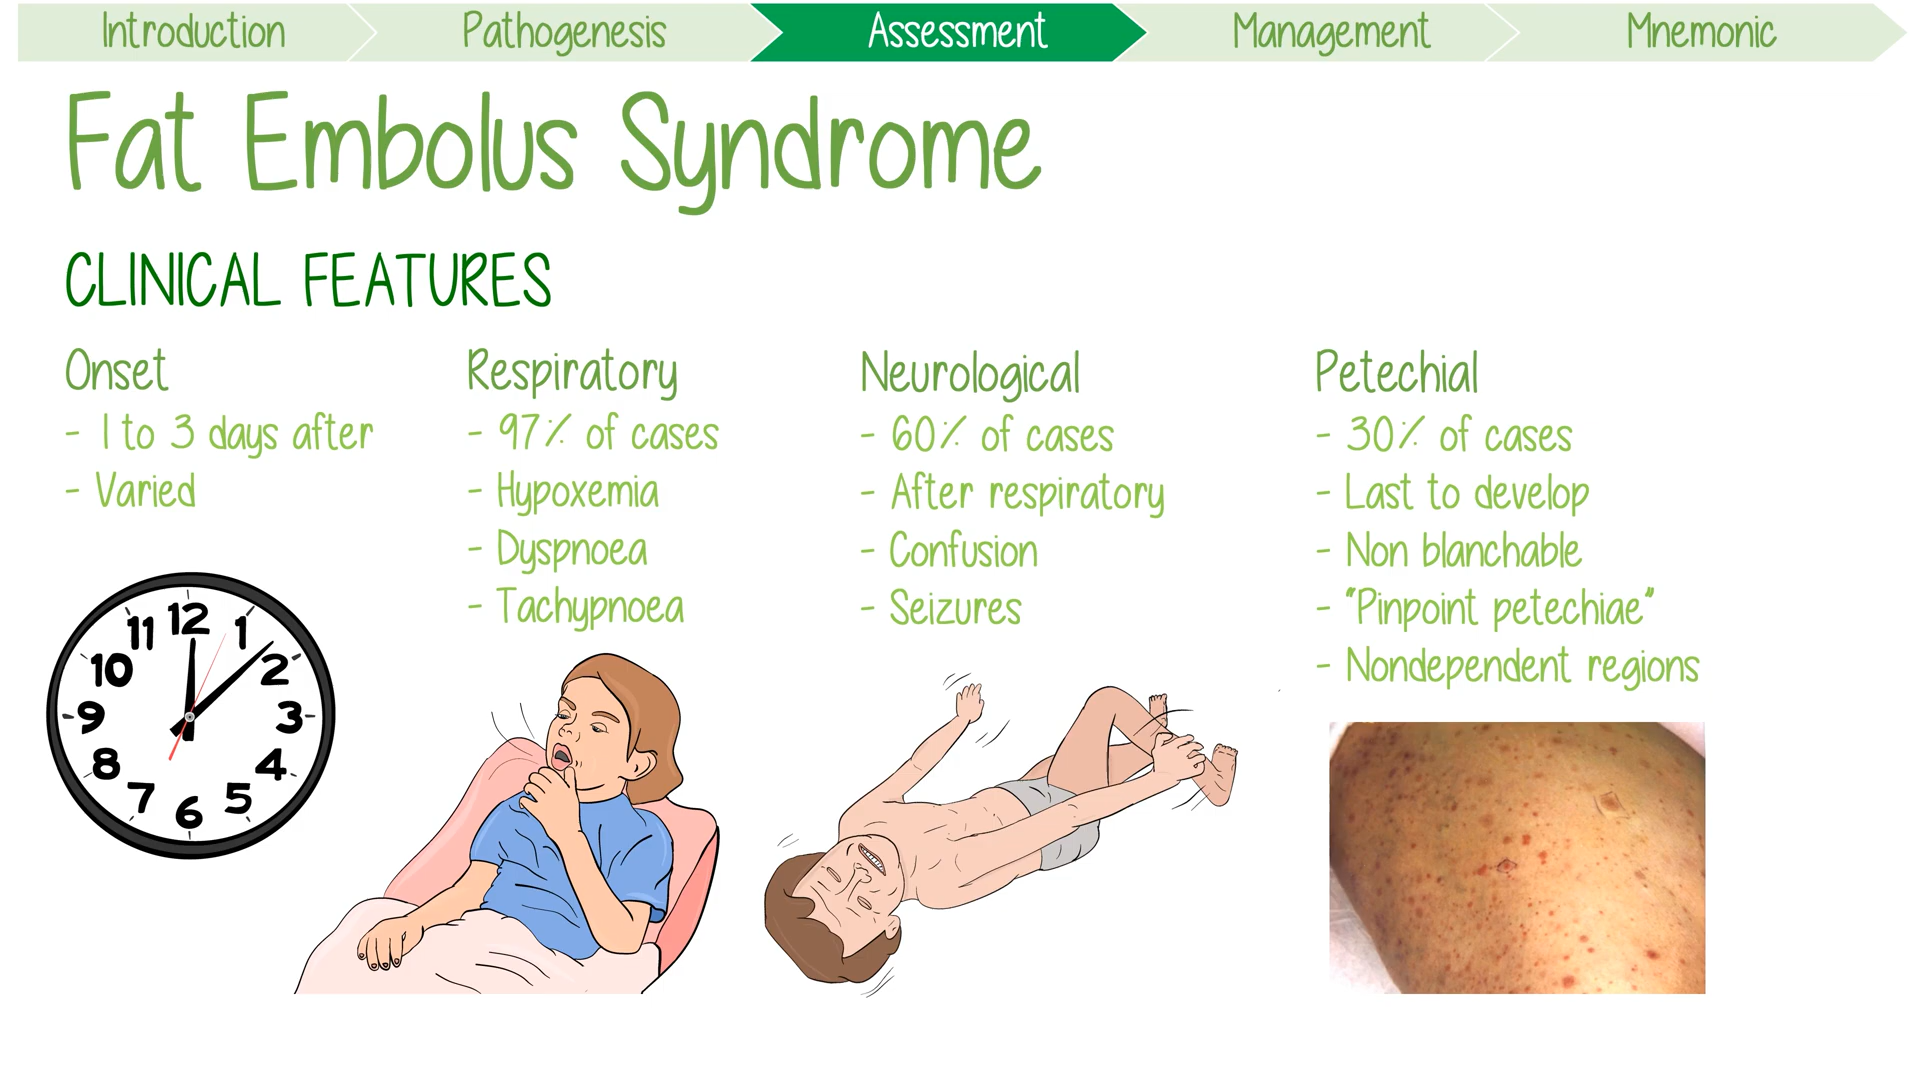 Introduction
Pathogenesis
Assessment
Management
Mnemonic
Fat Embolus Syndrome
CLINICAL FEATURES
Onset
- 1 to 3 days after
- Varied
Respiratory
- 97% of cases
- Hypoxemia
- Dyspnoea
- Tachypnoea
Neurological
- 60% of cases
- After respiratory
- Confusion
- Seizures
Petechial
- 30% of cases
- Last to develop
- Non blanchable
- "Pinpoint petechiae"
- Nondependent regions
12
1
2
3
4
5
6
7
8
9
10
11